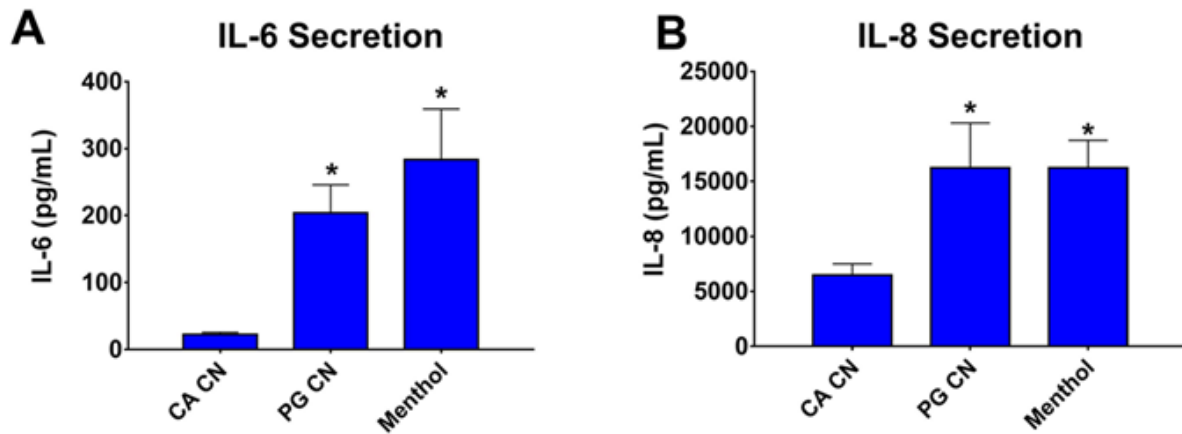 A
IL-6 Secretion
IL-6 (pg/mL)
400
300
200
100
0
*
*
CA CN
PG CN
Menthol
B
IL-8 Secretion
IL-8 (pg/mL)
25000
20000
15000
10000
5000
0
*
*
CA CN
PG CN
Menthol